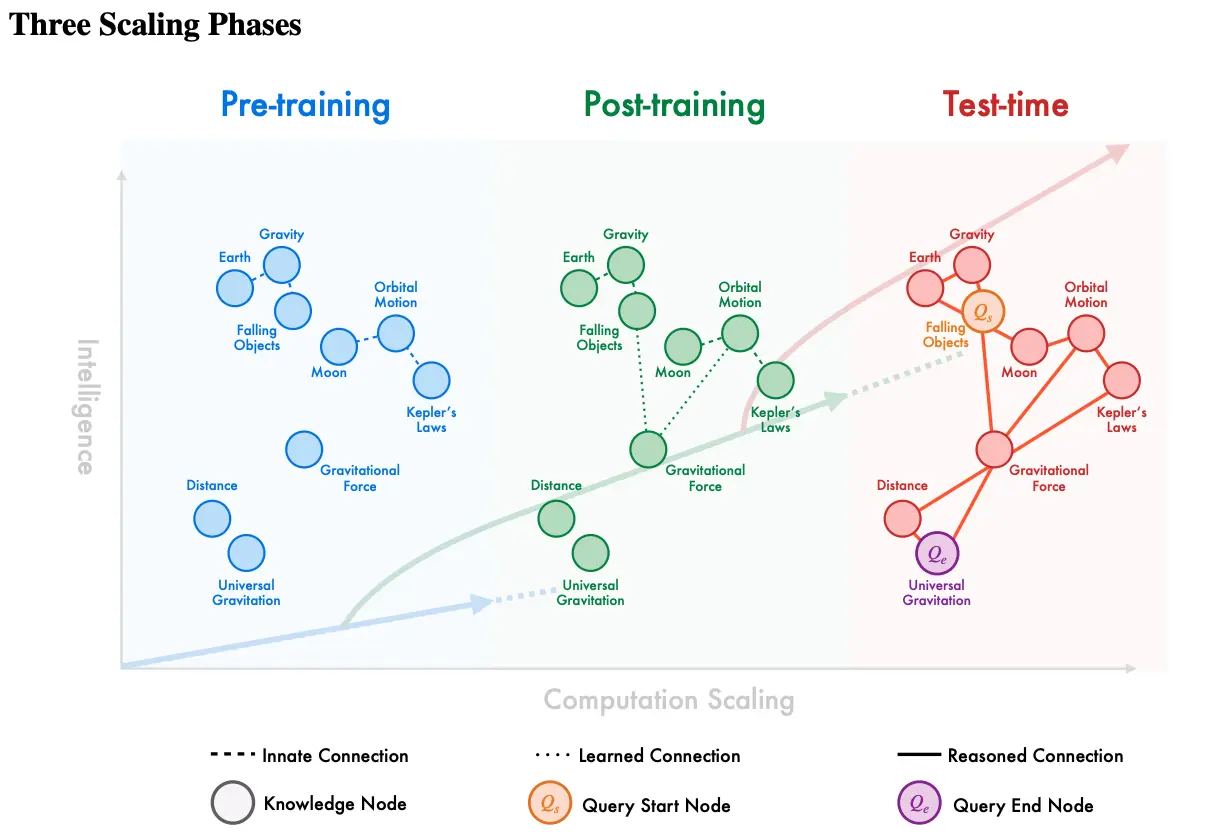 Three Scaling Phases
Pre-training
Post-training
Test-time
Intelligence
Gravity
Earth
Orbital
Motion
Falling
Objects
Moon
Kepler's
Laws
Gravitational
Force
Distance
Universal
Gravitation
Gravity
Earth
Orbital
Motion
Falling
Objects
Moon
Kepler's
Laws
Gravitational
Force
Distance
Universal
Gravitation
Gravity
Earth
Orbital
Motion
Qs
Falling
Objects
Moon
Kepler's
Laws
Gravitational
Force
Distance
Qe
Universal
Gravitation
Computation Scaling
Innate Connection
Learned Connection
Reasoned Connection
Knowledge Node
Qs Query Start Node
Qe Query End Node